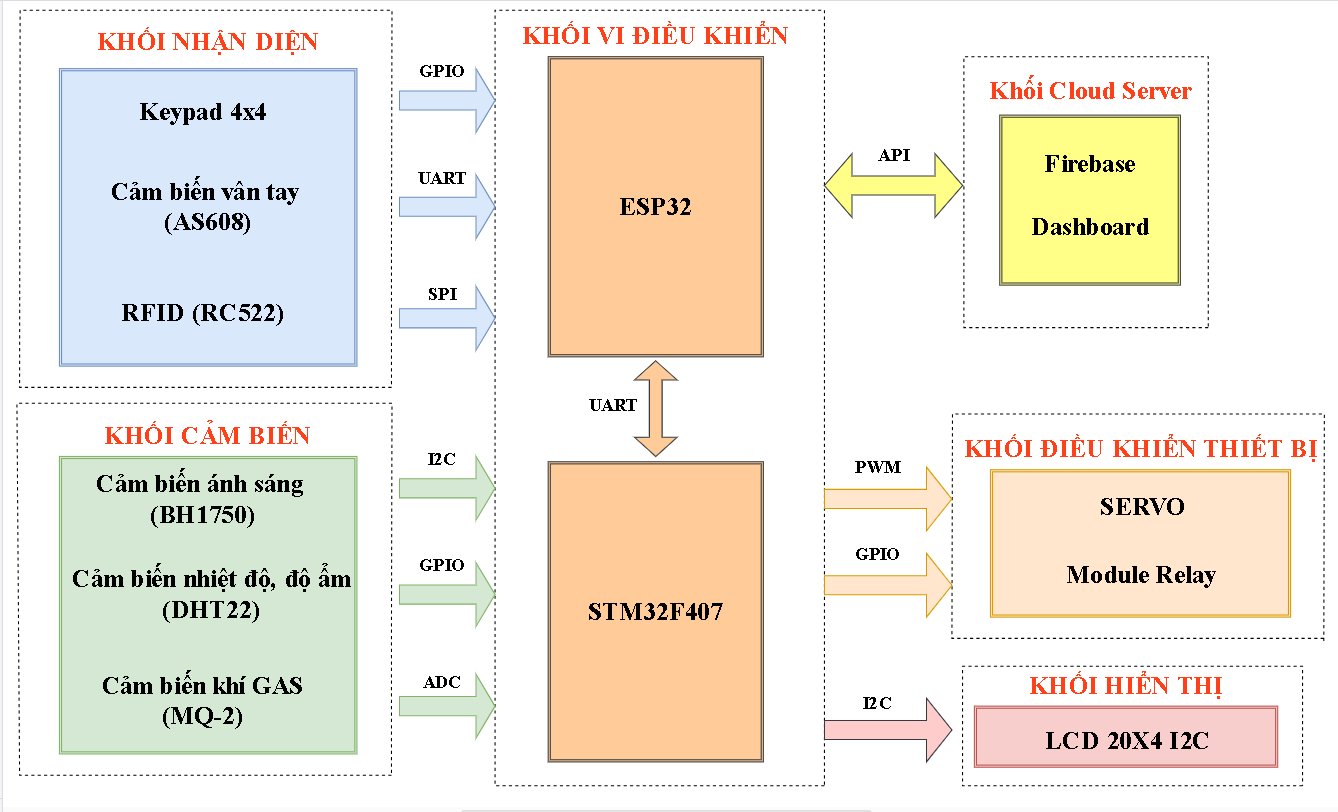 KHỐI NHẬN DIỆN
Keypad 4x4
Cảm biến vân tay
(AS608)
RFID (RC522)
GPIO
UART
SPI
KHỐI CẢM BIẾN
Cảm biến ánh sáng
(BH1750)
Cảm biến nhiệt độ, độ ẩm
(DHT22)
Cảm biến khí GAS
(MQ-2)
I2C
GPIO
ADC
KHỐI VI ĐIỀU KHIỂN
ESP32
UART
STM32F407
API
Khối Cloud Server
Firebase
Dashboard
PWM
GPIO
KHỐI ĐIỀU KHIỂN THIẾT BỊ
SERVO
Module Relay
I2C
KHỐI HIỂN THỊ
LCD 20X4 I2C